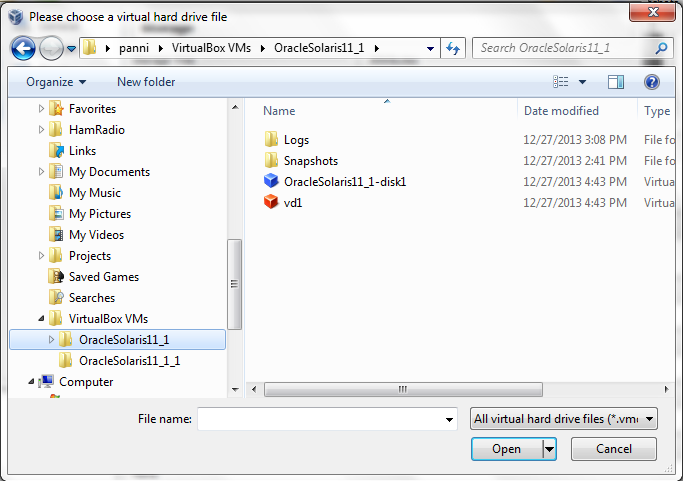 Please choose a virtual hard drive file
panni VirtualBox VMs OracleSolaris11_1 Search OracleSolaris11_1
Organize New folder
Favorites
HamRadio
Links
My Documents
My Music
My Pictures
My Videos
Projects
Saved Games
Searches
VirtualBox VMs
OracleSolaris11_1
OracleSolaris11_1_1
Computer
Name Date modified Type
Logs 12/27/2013 3:08 PM File fo
Snapshots 12/27/2013 2:41 PM File fo
OracleSolaris11_1-disk1 12/27/2013 4:43 PM Virtua
vd1 12/27/2013 4:43 PM Virtua
File name: All virtual hard drive files (*.vmd
Open Cancel